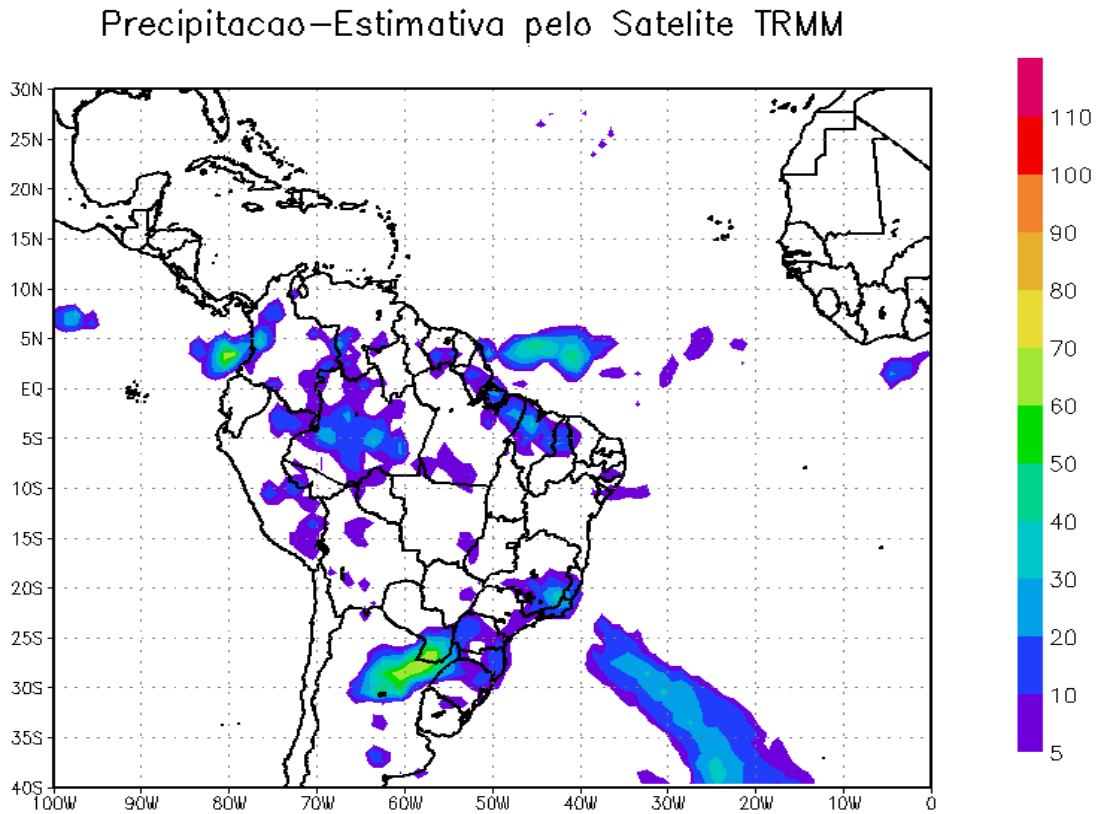 Precipitacao-Estimativa pelo Satelite TRMM
30N
25N
20N
15N
10N
5N
EQ
5S
10S
15S
20S
25S
30S
35S
40S
100W 90W 80W 70W 60W 50W 40W 30W 20W 10W 0
110
100
90
80
70
60
50
40
30
20
10
5